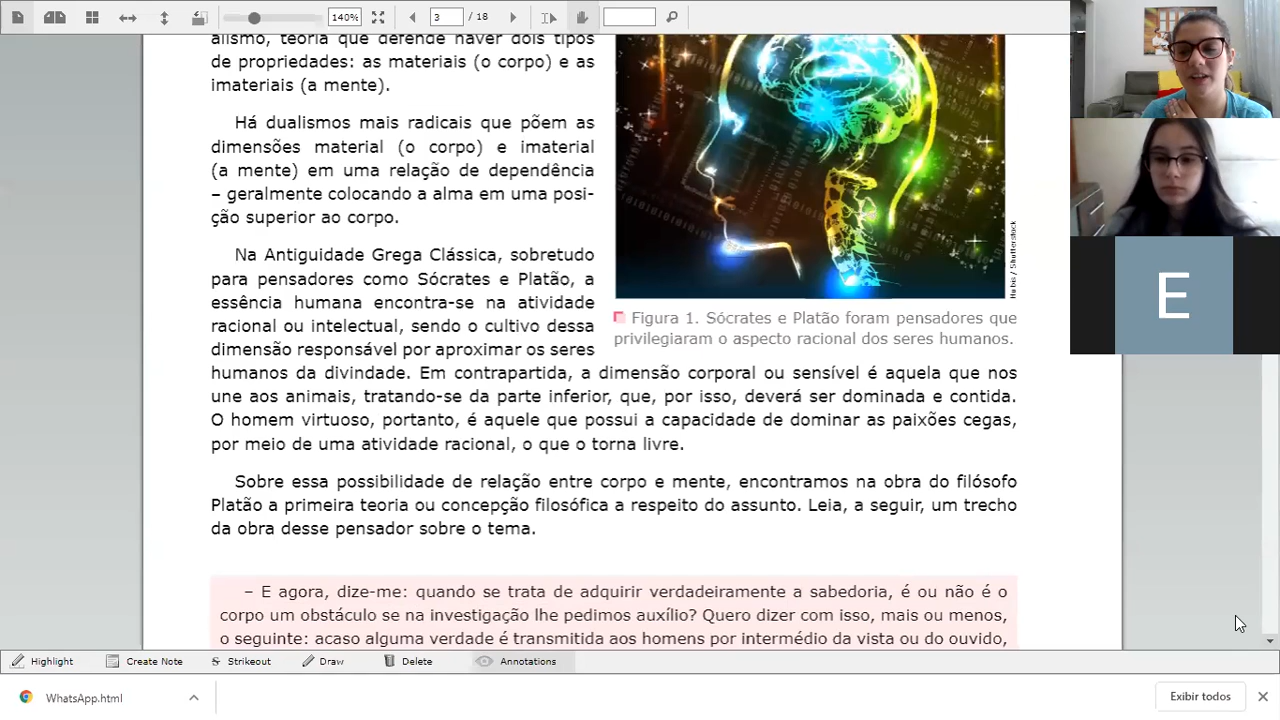 140%
3 / 18
alismo, teoria que defende haver dois tipos
de propriedades: as materiais (o corpo) e as
imateriais (a mente).
Há dualismos mais radicais que põem as
dimensões material (o corpo) e imaterial
(a mente) em uma relação de dependência
– geralmente colocando a alma em uma posi-
ção superior ao corpo.
Na Antiguidade Grega Clássica, sobretudo
para pensadores como Sócrates e Platão, a
essência humana encontra-se na atividade
racional ou intelectual, sendo o cultivo dessa
dimensão responsável por aproximar os seres
humanos da divindade. Em contrapartida, a dimensão corporal ou sensível é aquela que nos
une aos animais, tratando-se da parte inferior, que, por isso, deverá ser dominada e contida.
O homem virtuoso, portanto, é aquele que possui a capacidade de dominar as paixões cegas,
por meio de uma atividade racional, o que o torna livre.
Figura 1. Sócrates e Platão foram pensadores que
privilegiaram o aspecto racional dos seres humanos.
Sobre essa possibilidade de relação entre corpo e mente, encontramos na obra do filósofo
Platão a primeira teoria ou concepção filosófica a respeito do assunto. Leia, a seguir, um trecho
da obra desse pensador sobre o tema.
– E agora, dize-me: quando se trata de adquirir verdadeiramente a sabedoria, é ou não é o
corpo um obstáculo se na investigação lhe pedimos auxílio? Quero dizer com isso, mais ou menos,
o seguinte: acaso alguma verdade é transmitida aos homens por intermédio da vista ou do ouvido,
E
Highlight Create Note Strikeout Draw Delete Annotations
WhatsApp.html
Exibir todos